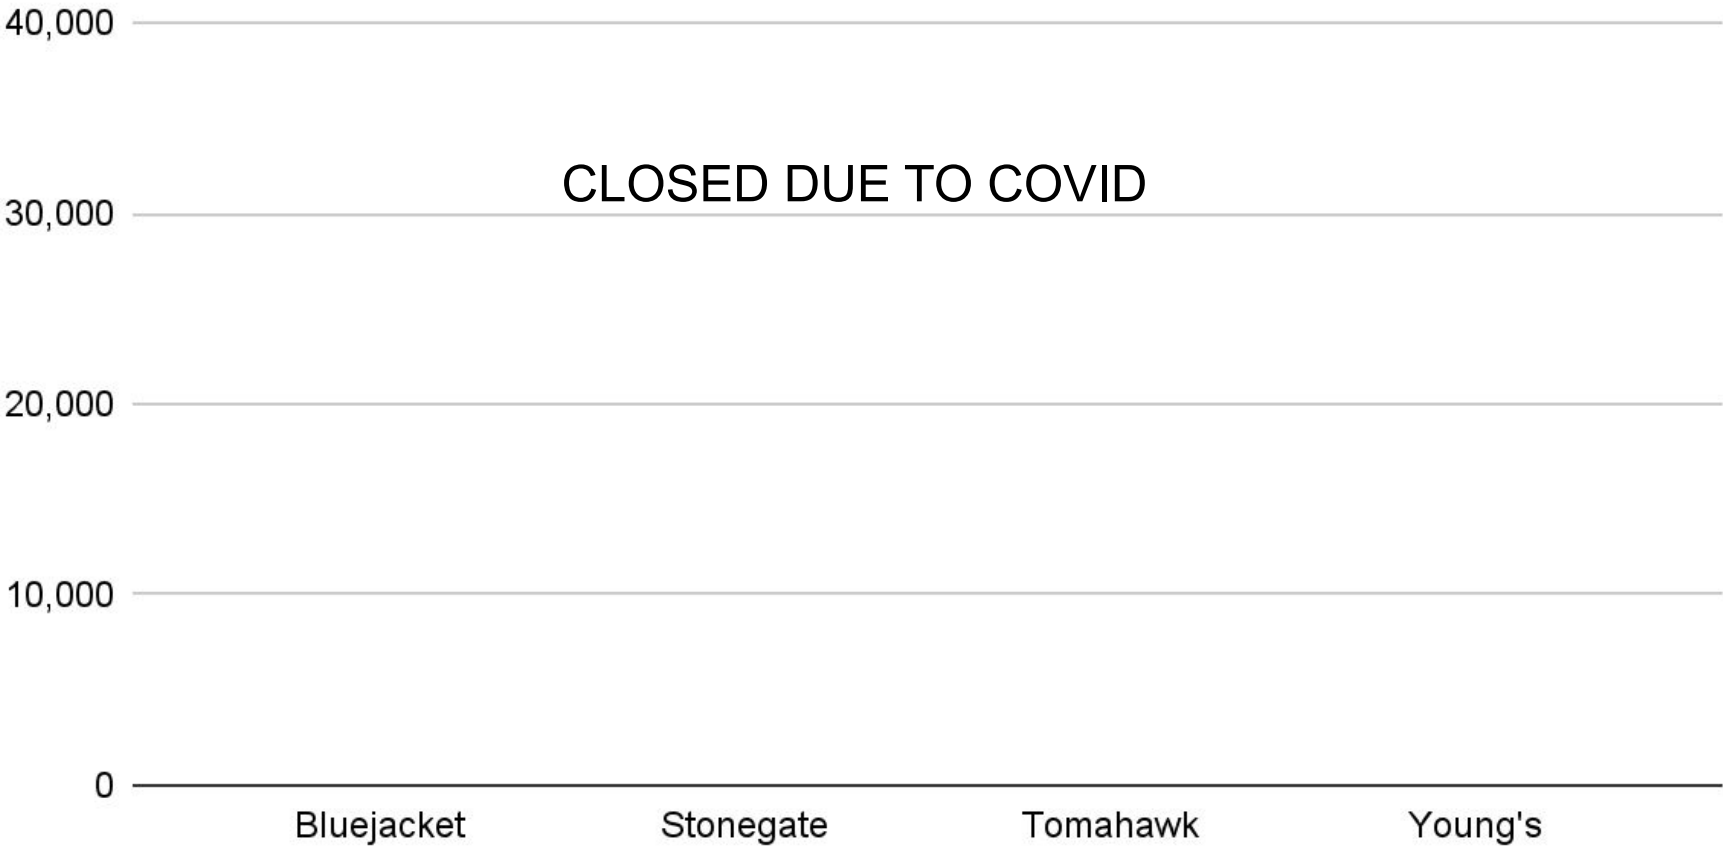 40,000
CLOSED DUE TO COVID
30,000
20,000
10,000
0
Bluejacket Stonegate Tomahawk Young's